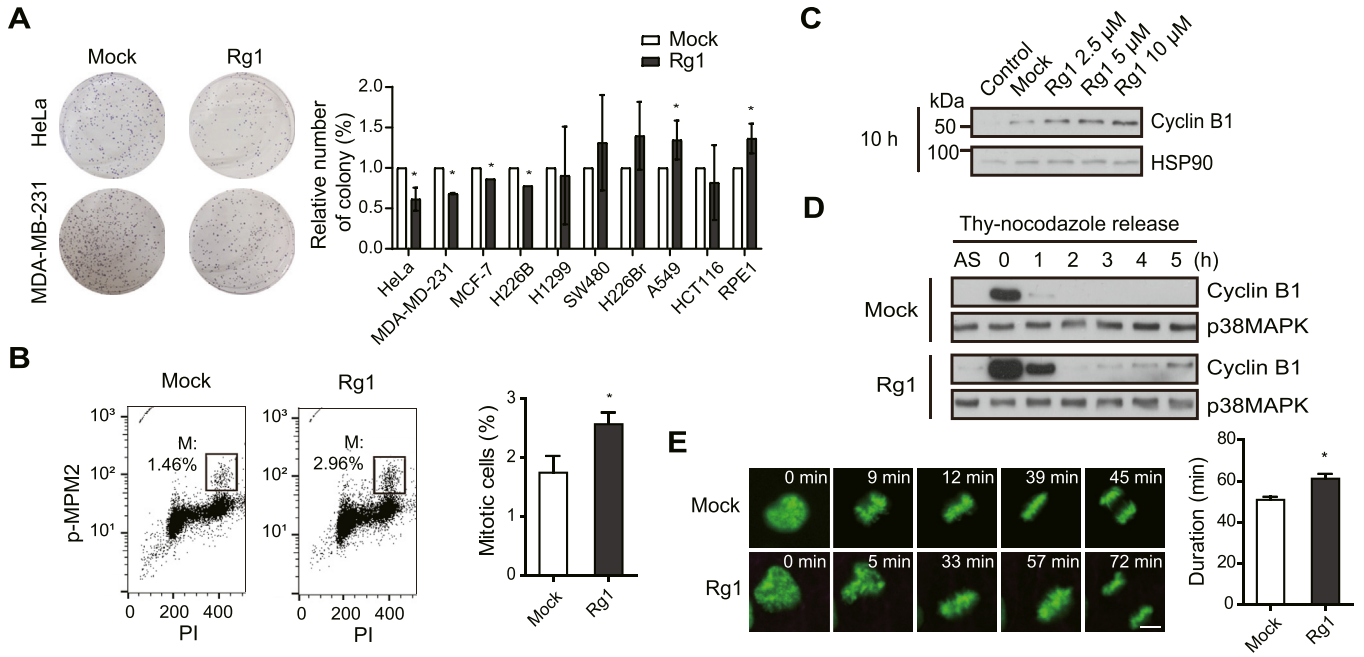 A
Mock
Rg1
HeLa
MDA-MB-231
Mock
Rg1
Relative number
of colony (%)
2.0
1.5
1.0
0.5
0.0
*
*
*
*
*
*
HeLa
MDA-MD-231
MCF-7
H226B
H1299
SW480
H226Br
A549
HCT116
RPE1
B
Mock
Rg1
p-MPM2
10³
10²
10¹
M:
1.46%
0 200 400
PI
10³
10²
10¹
M:
2.96%
0 200 400
PI
Mitotic cells (%)
3
2
1
0
*
Mock
Rg1
C
Control
Mock
Rg1 2.5 µM
Rg1 5 µM
Rg1 10 µM
10 h
kDa
50
100
Cyclin B1
HSP90
D
Thy-nocodazole release
AS 0 1 2 3 4 5 (h)
Mock
Cyclin B1
p38MAPK
Rg1
Cyclin B1
p38MAPK
E
Mock
0 min
9 min
12 min
39 min
45 min
Rg1
0 min
5 min
33 min
57 min
72 min
Duration (min)
80
60
40
20
0
*
Mock
Rg1